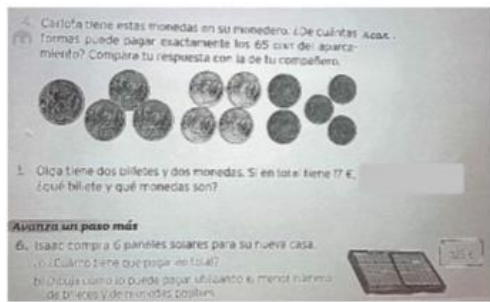 4. Carlota tiene estas monedas en su monedero. ¿De cuántas
formas puede pagar exactamente los 65 cent del aparca-
miento? Compara tu respuesta con la de tu compañero.
5. Olga tiene dos billetes y dos monedas. Si en total tiene 17 €,
¿qué billete y qué monedas son?
Avanza un paso más
6. Isaac compra 6 paneles solares para su nueva casa.
a) ¿Cuánto tiene que pagar en total?
b) Dibuja cómo lo puede pagar utilizando el menor número
de billetes y de monedas posibles.